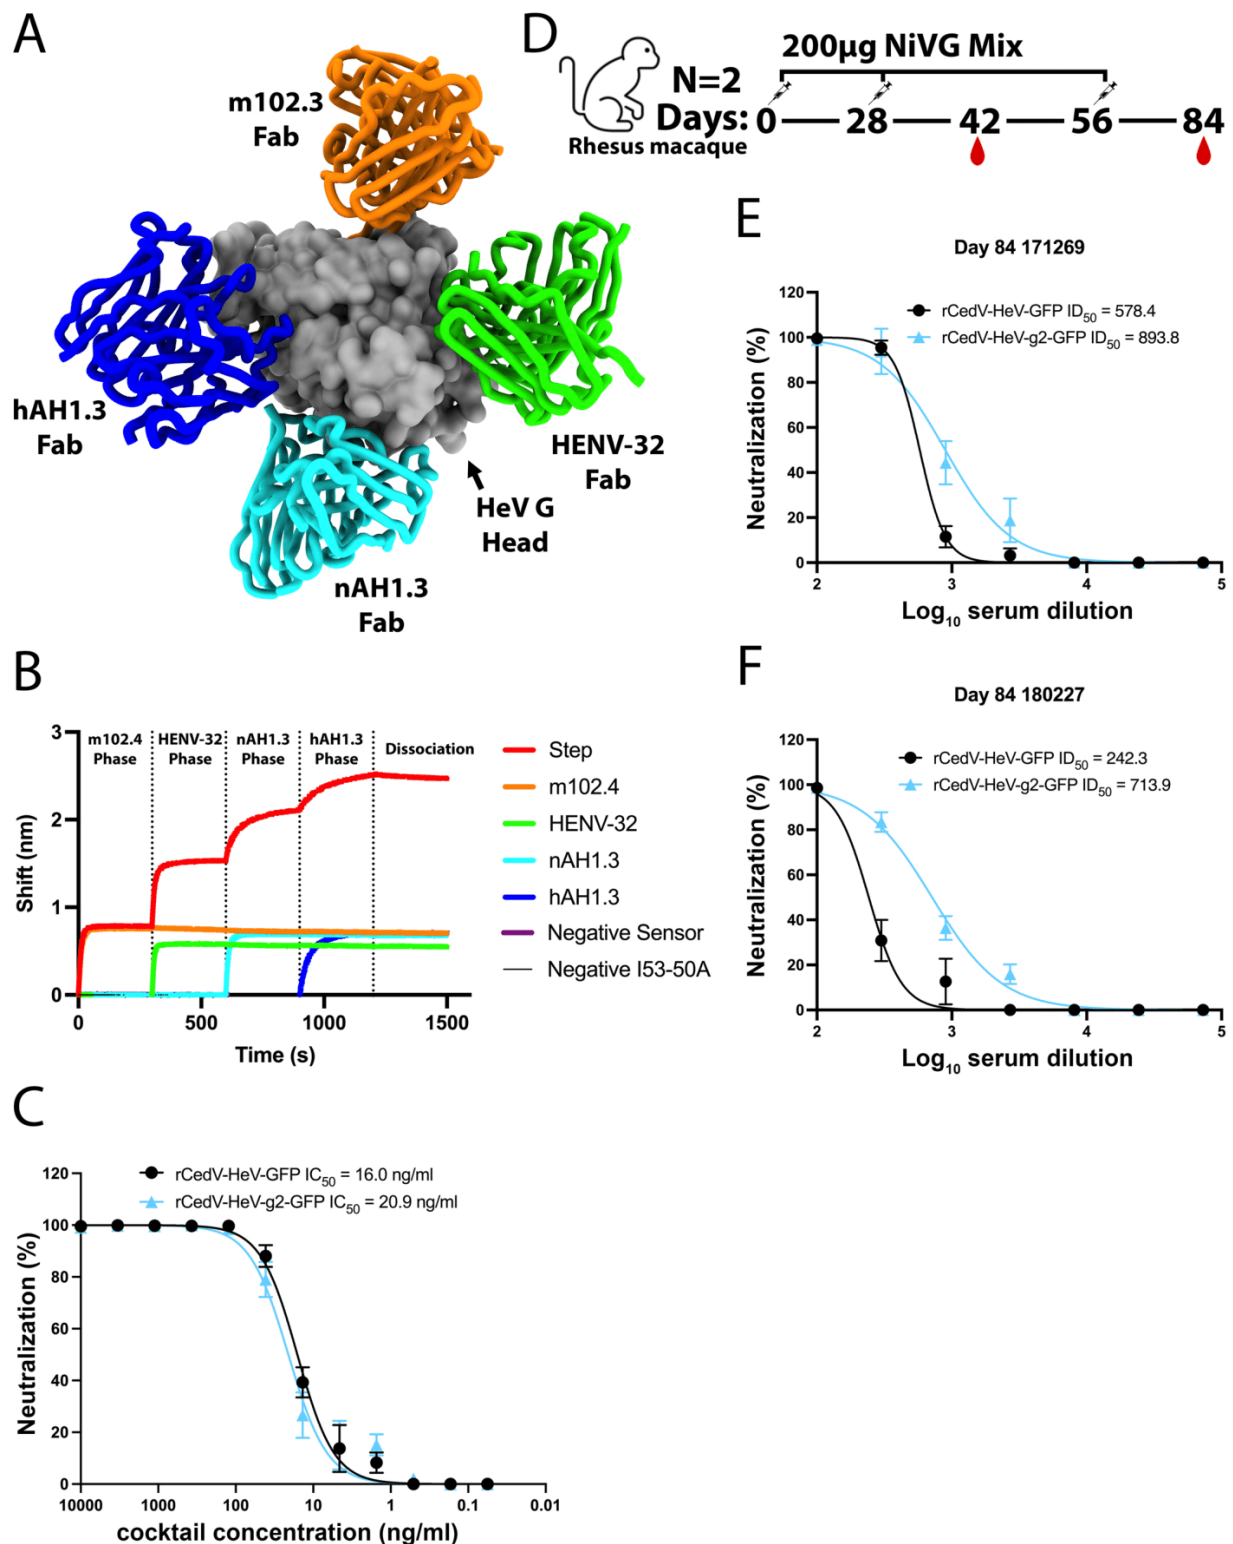 A
m102.3
Fab
hAH1.3
Fab
HENV-32
Fab
HeV G
Head
nAH1.3
Fab
D
200µg NiVG Mix
N=2
Days: 0 28 42 56 84
Rhesus macaque
B
m102.4
Phase
HENV-32
Phase
nAH1.3
Phase
hAH1.3
Phase
Dissociation
3
2
1
0
Shift (nm)
0 500 1000 1500
Time (s)
Step
m102.4
HENV-32
nAH1.3
hAH1.3
Negative Sensor
Negative I53-50A
E
Day 84 171269
rCedV-HeV-GFP ID50 = 578.4
rCedV-HeV-g2-GFP ID50 = 893.8
120
100
80
60
40
20
0
Neutralization (%)
2 3 4 5
Log10 serum dilution
F
Day 84 180227
rCedV-HeV-GFP ID50 = 242.3
rCedV-HeV-g2-GFP ID50 = 713.9
120
100
80
60
40
20
0
Neutralization (%)
2 3 4 5
Log10 serum dilution
C
rCedV-HeV-GFP IC50 = 16.0 ng/ml
rCedV-HeV-g2-GFP IC50 = 20.9 ng/ml
120
100
80
60
40
20
0
Neutralization (%)
10000 1000 100 10 1 0.1 0.01
cocktail concentration (ng/ml)